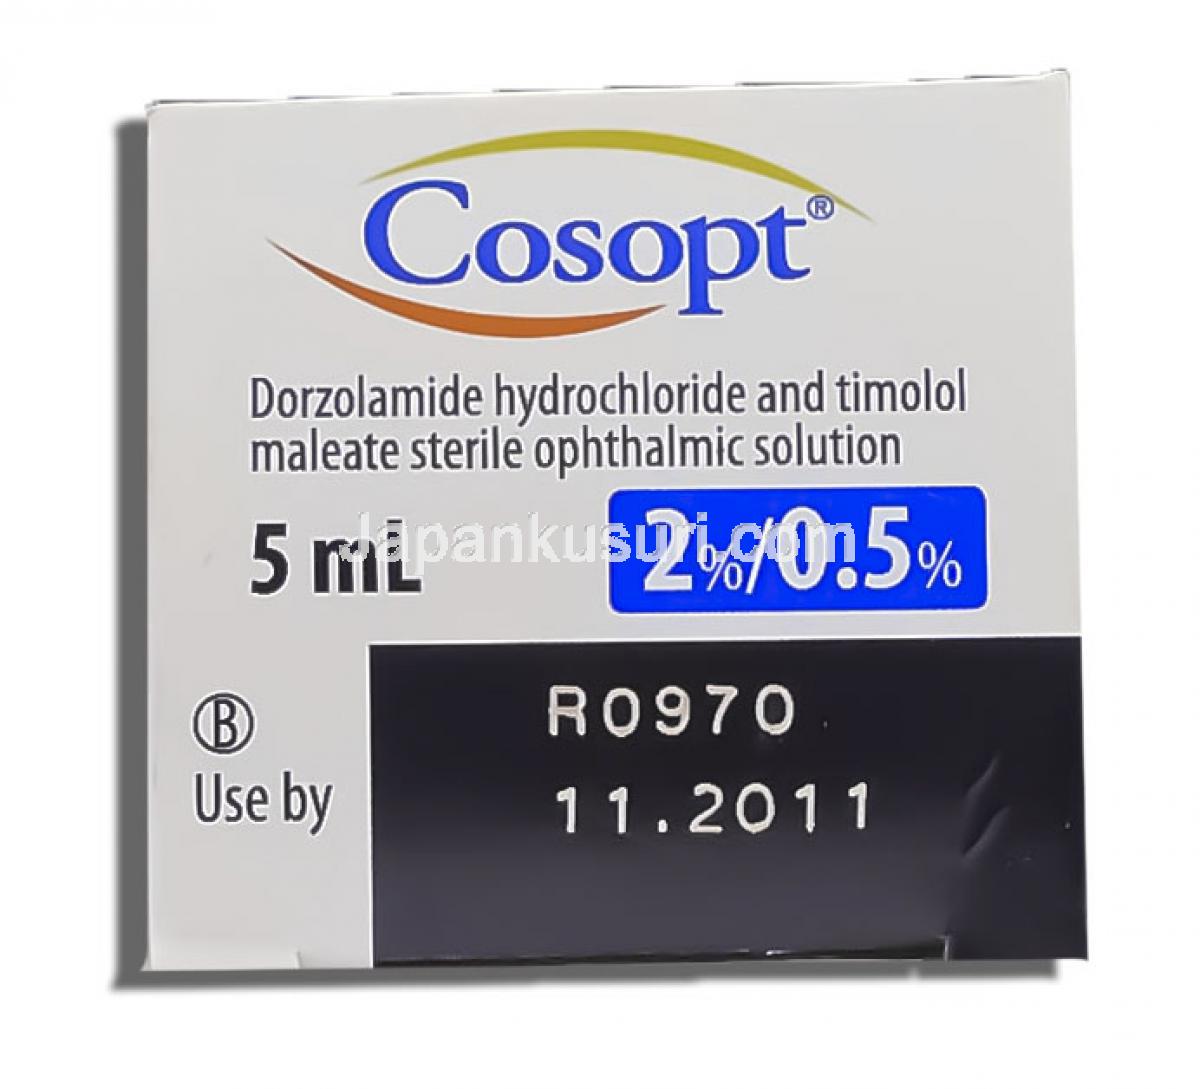 Cosopt®
Dorzolamide hydrochloride and timolol
maleate sterile ophthalmic solution
5 mL 2%/0.5%
Japankusuri.com
R0970
B
Use by 11.2011